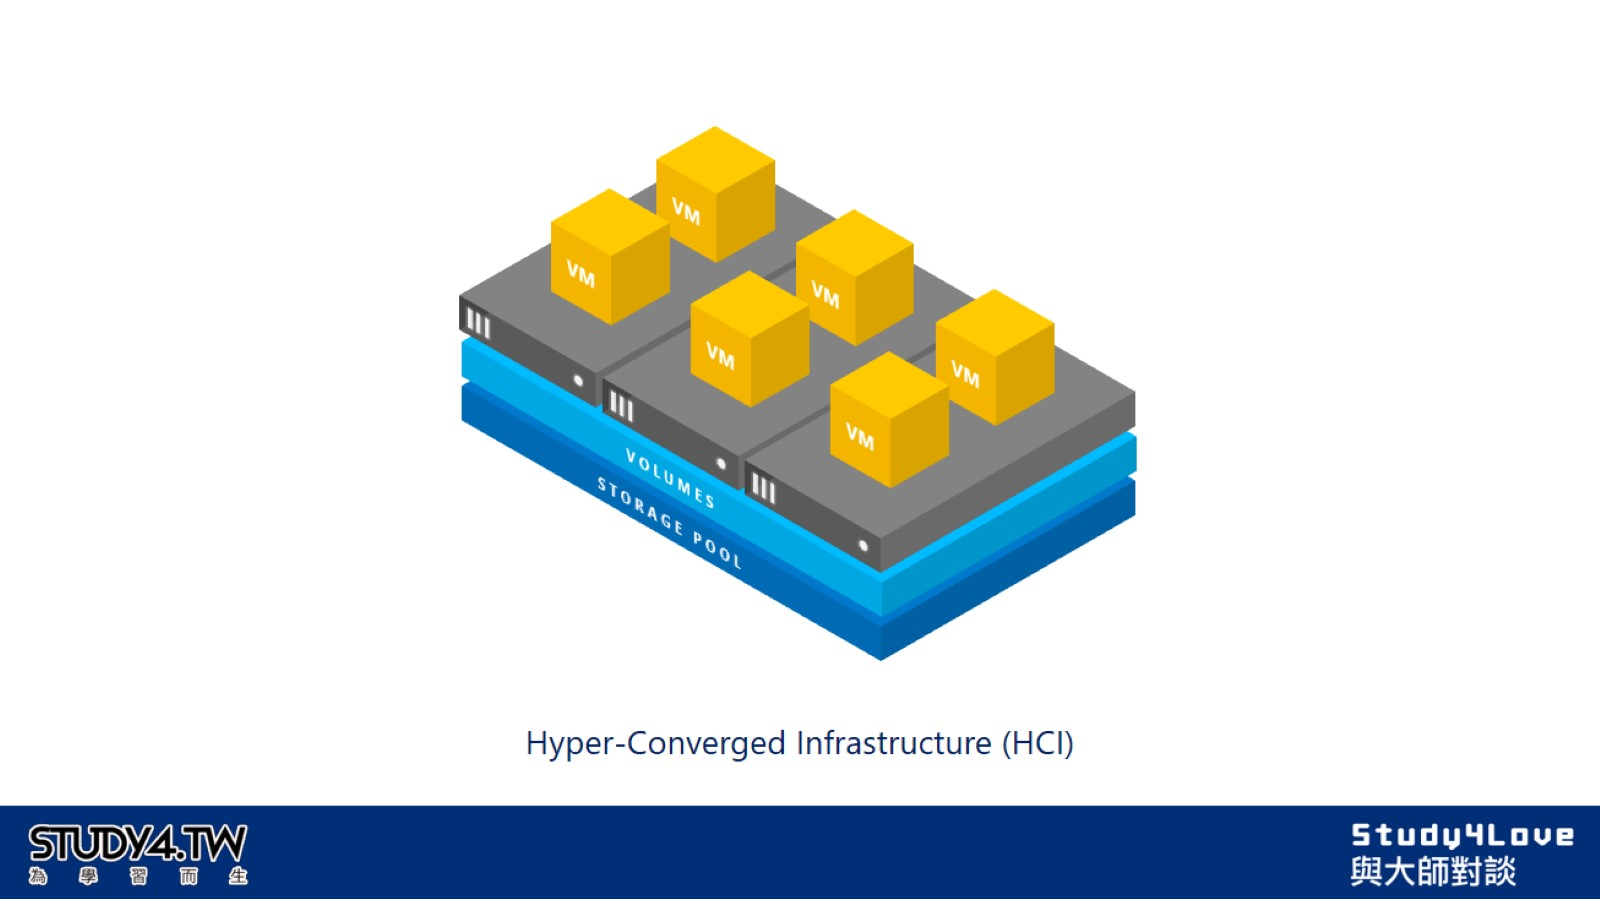 VM
VM
VM
VM
VM
VM
VOLUMES
STORAGE POOL
Hyper-Converged Infrastructure (HCI)
STUDY4.TW
為學習而生
Study4Love
與大師對談